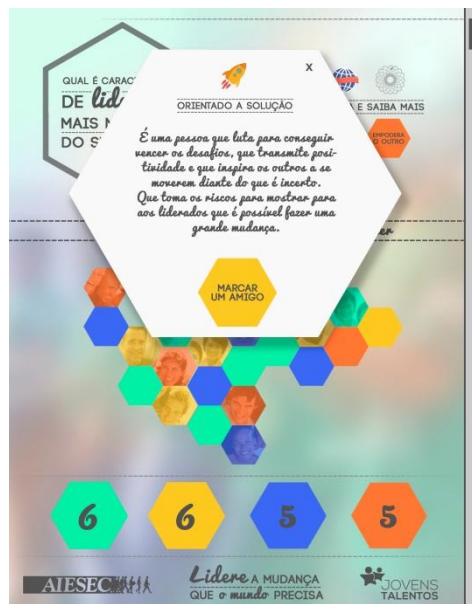 QUAL É CARAC
DE lid
MAIS
DO S
E SAIBA MAIS
EMPODERA
O OUTRO
X
ORIENTADO A SOLUÇÃO
É uma pessoa que luta para conseguir
vencer os desafios, que transmite posi-
tividade e que inspira os outros a se
moverem diante do que é incerto.
Que toma os riscos para mostrar para
aos liderados que é possível fazer uma
grande mudança.
MARCAR
UM AMIGO
6 6 5 5
AIESEC
Lidere A MUDANÇA
QUE o mundo PRECISA
JOVENS
TALENTOS